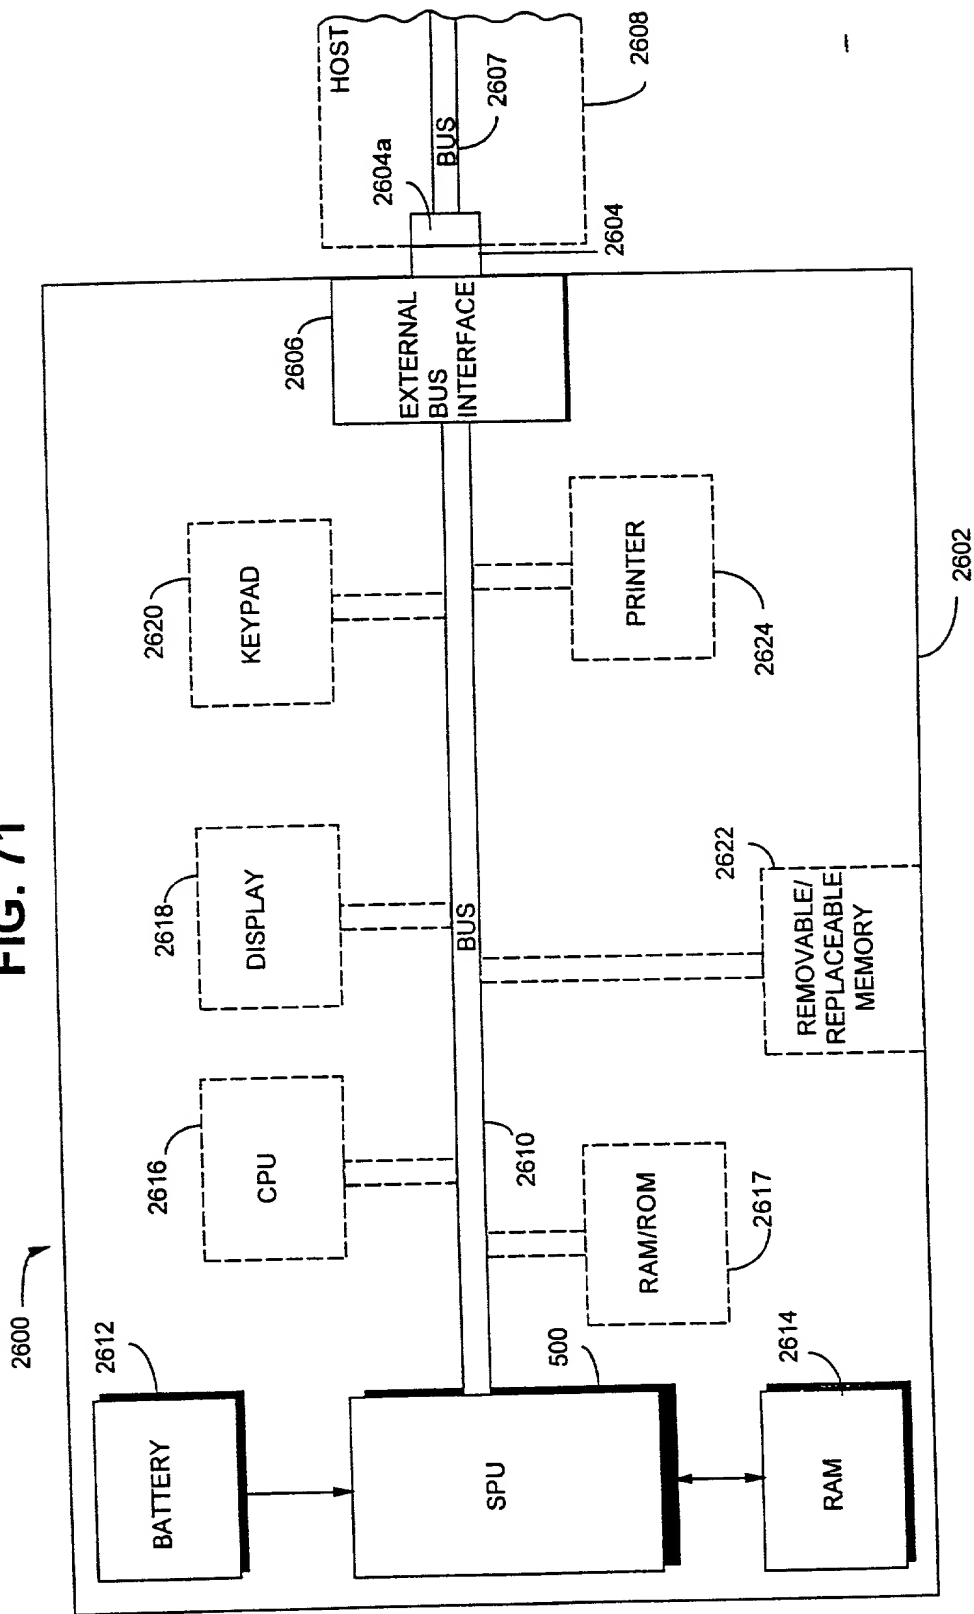 FIG. 71
2600
2612
BATTERY
500
SPU
2614
RAM
2616
CPU
2618
DISPLAY
2620
KEYPAD
2606
EXTERNAL
BUS
INTERFACE
BUS
2610
RAM/ROM
2617
2622
REMOVABLE/
REPLACEABLE
MEMORY
PRINTER
2624
2602
2604a
2604
HOST
BUS
2607
2608